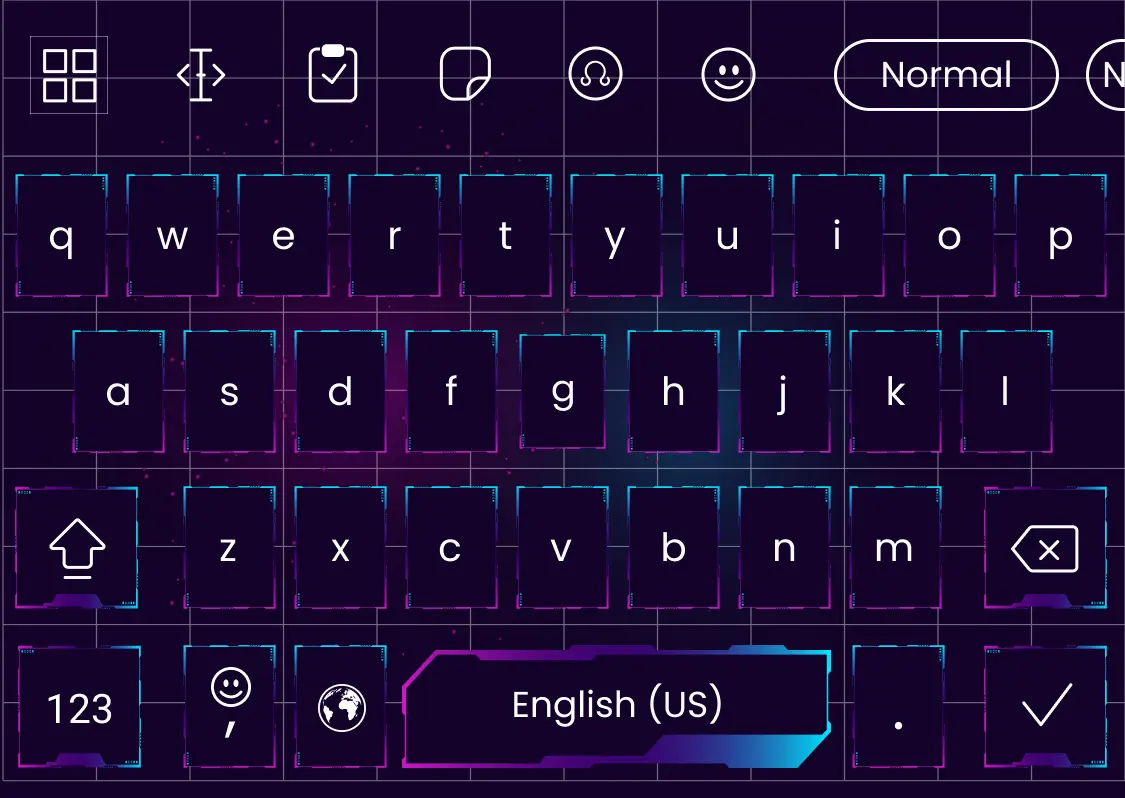 Normal N
q w e r t y u i o p
a s d f g h j k l
z x c v b n m
123 , English (US) .